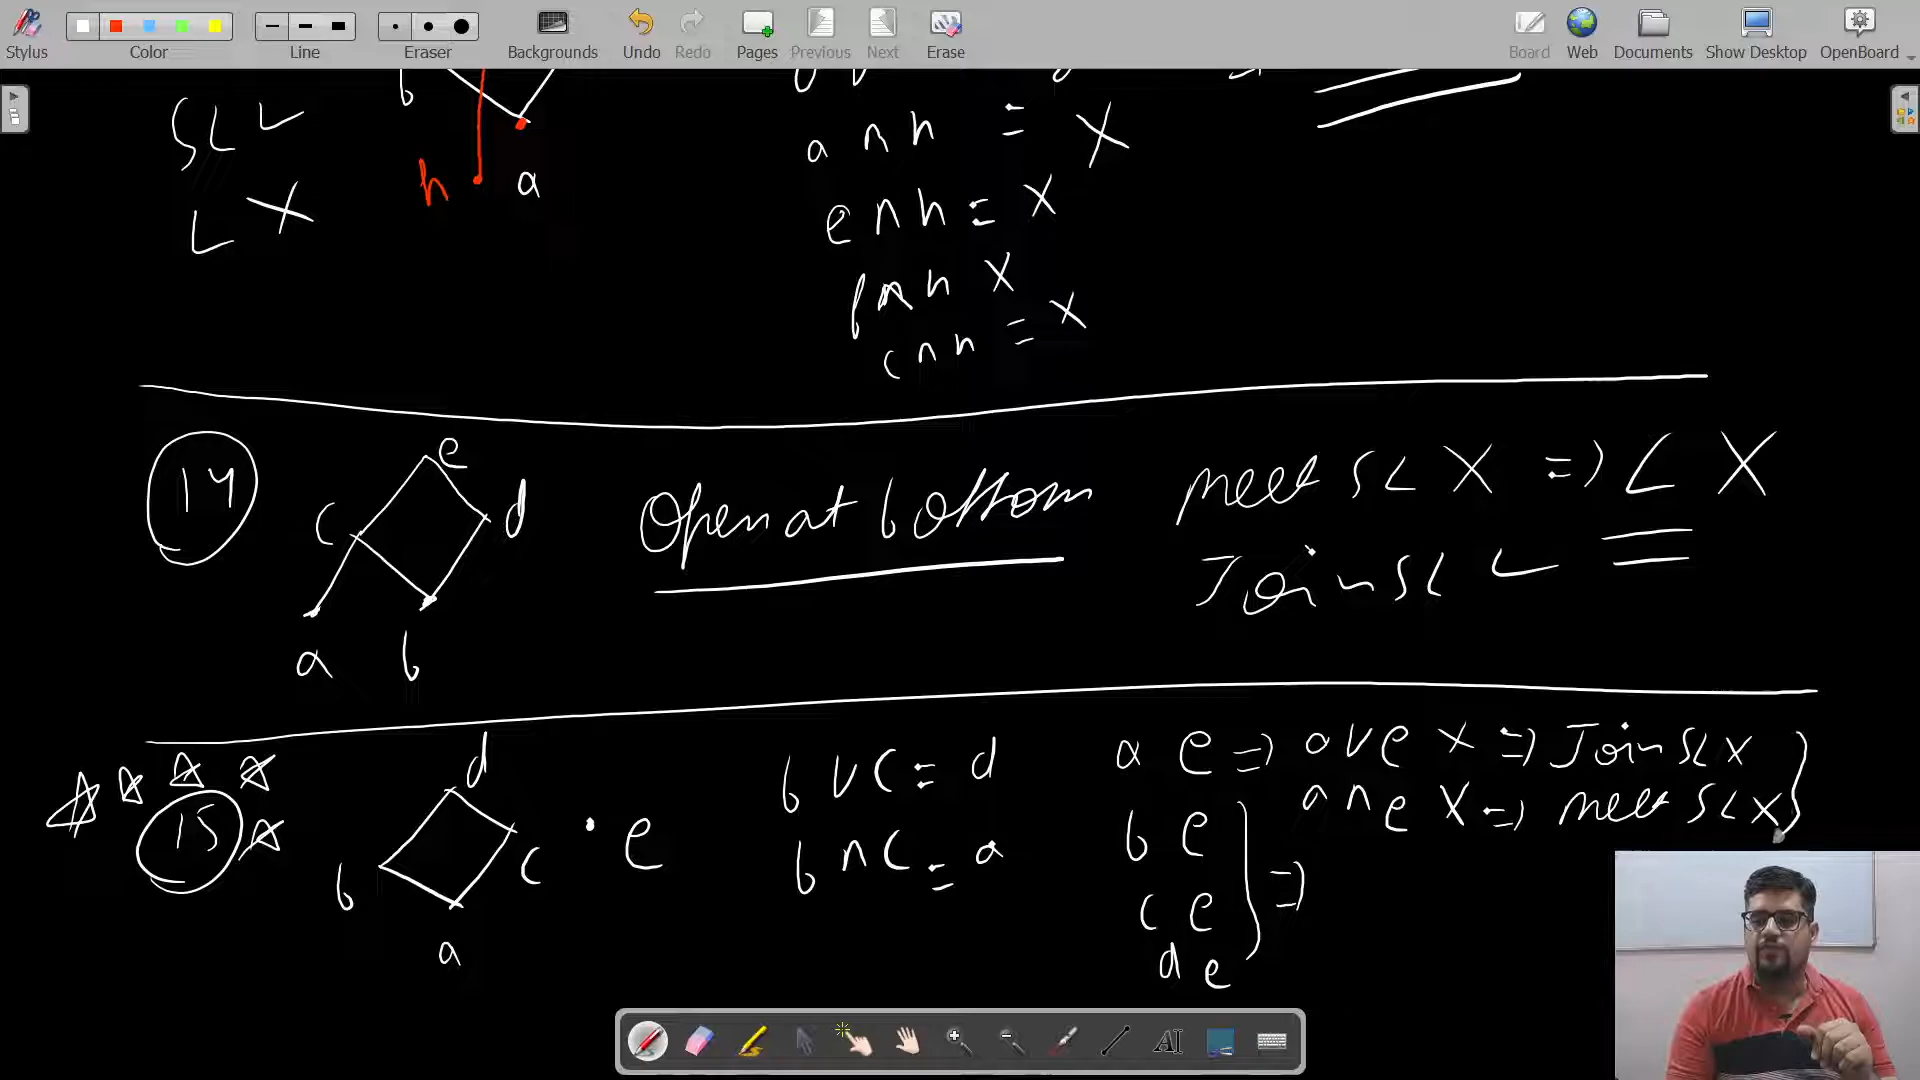 Stylus Color Line Eraser Backgrounds Undo Redo Pages Previous Next Erase Board Web Documents Show Desktop OpenBoard
b
SL ✓
L X
h a
a ∧ h = X
e ∧ h = X
∧ h X
c ∧ h = X
14
e
c d
a b
Open at bottom
meet SL X => L X
Join SL ✓
15
d
b c
a
• e
b ∨ c = d
b ∧ c = a
a e => a ∨ e X => Join SL X
a ∧ e X => meet SL X
b e
c e
d e
=>
AI